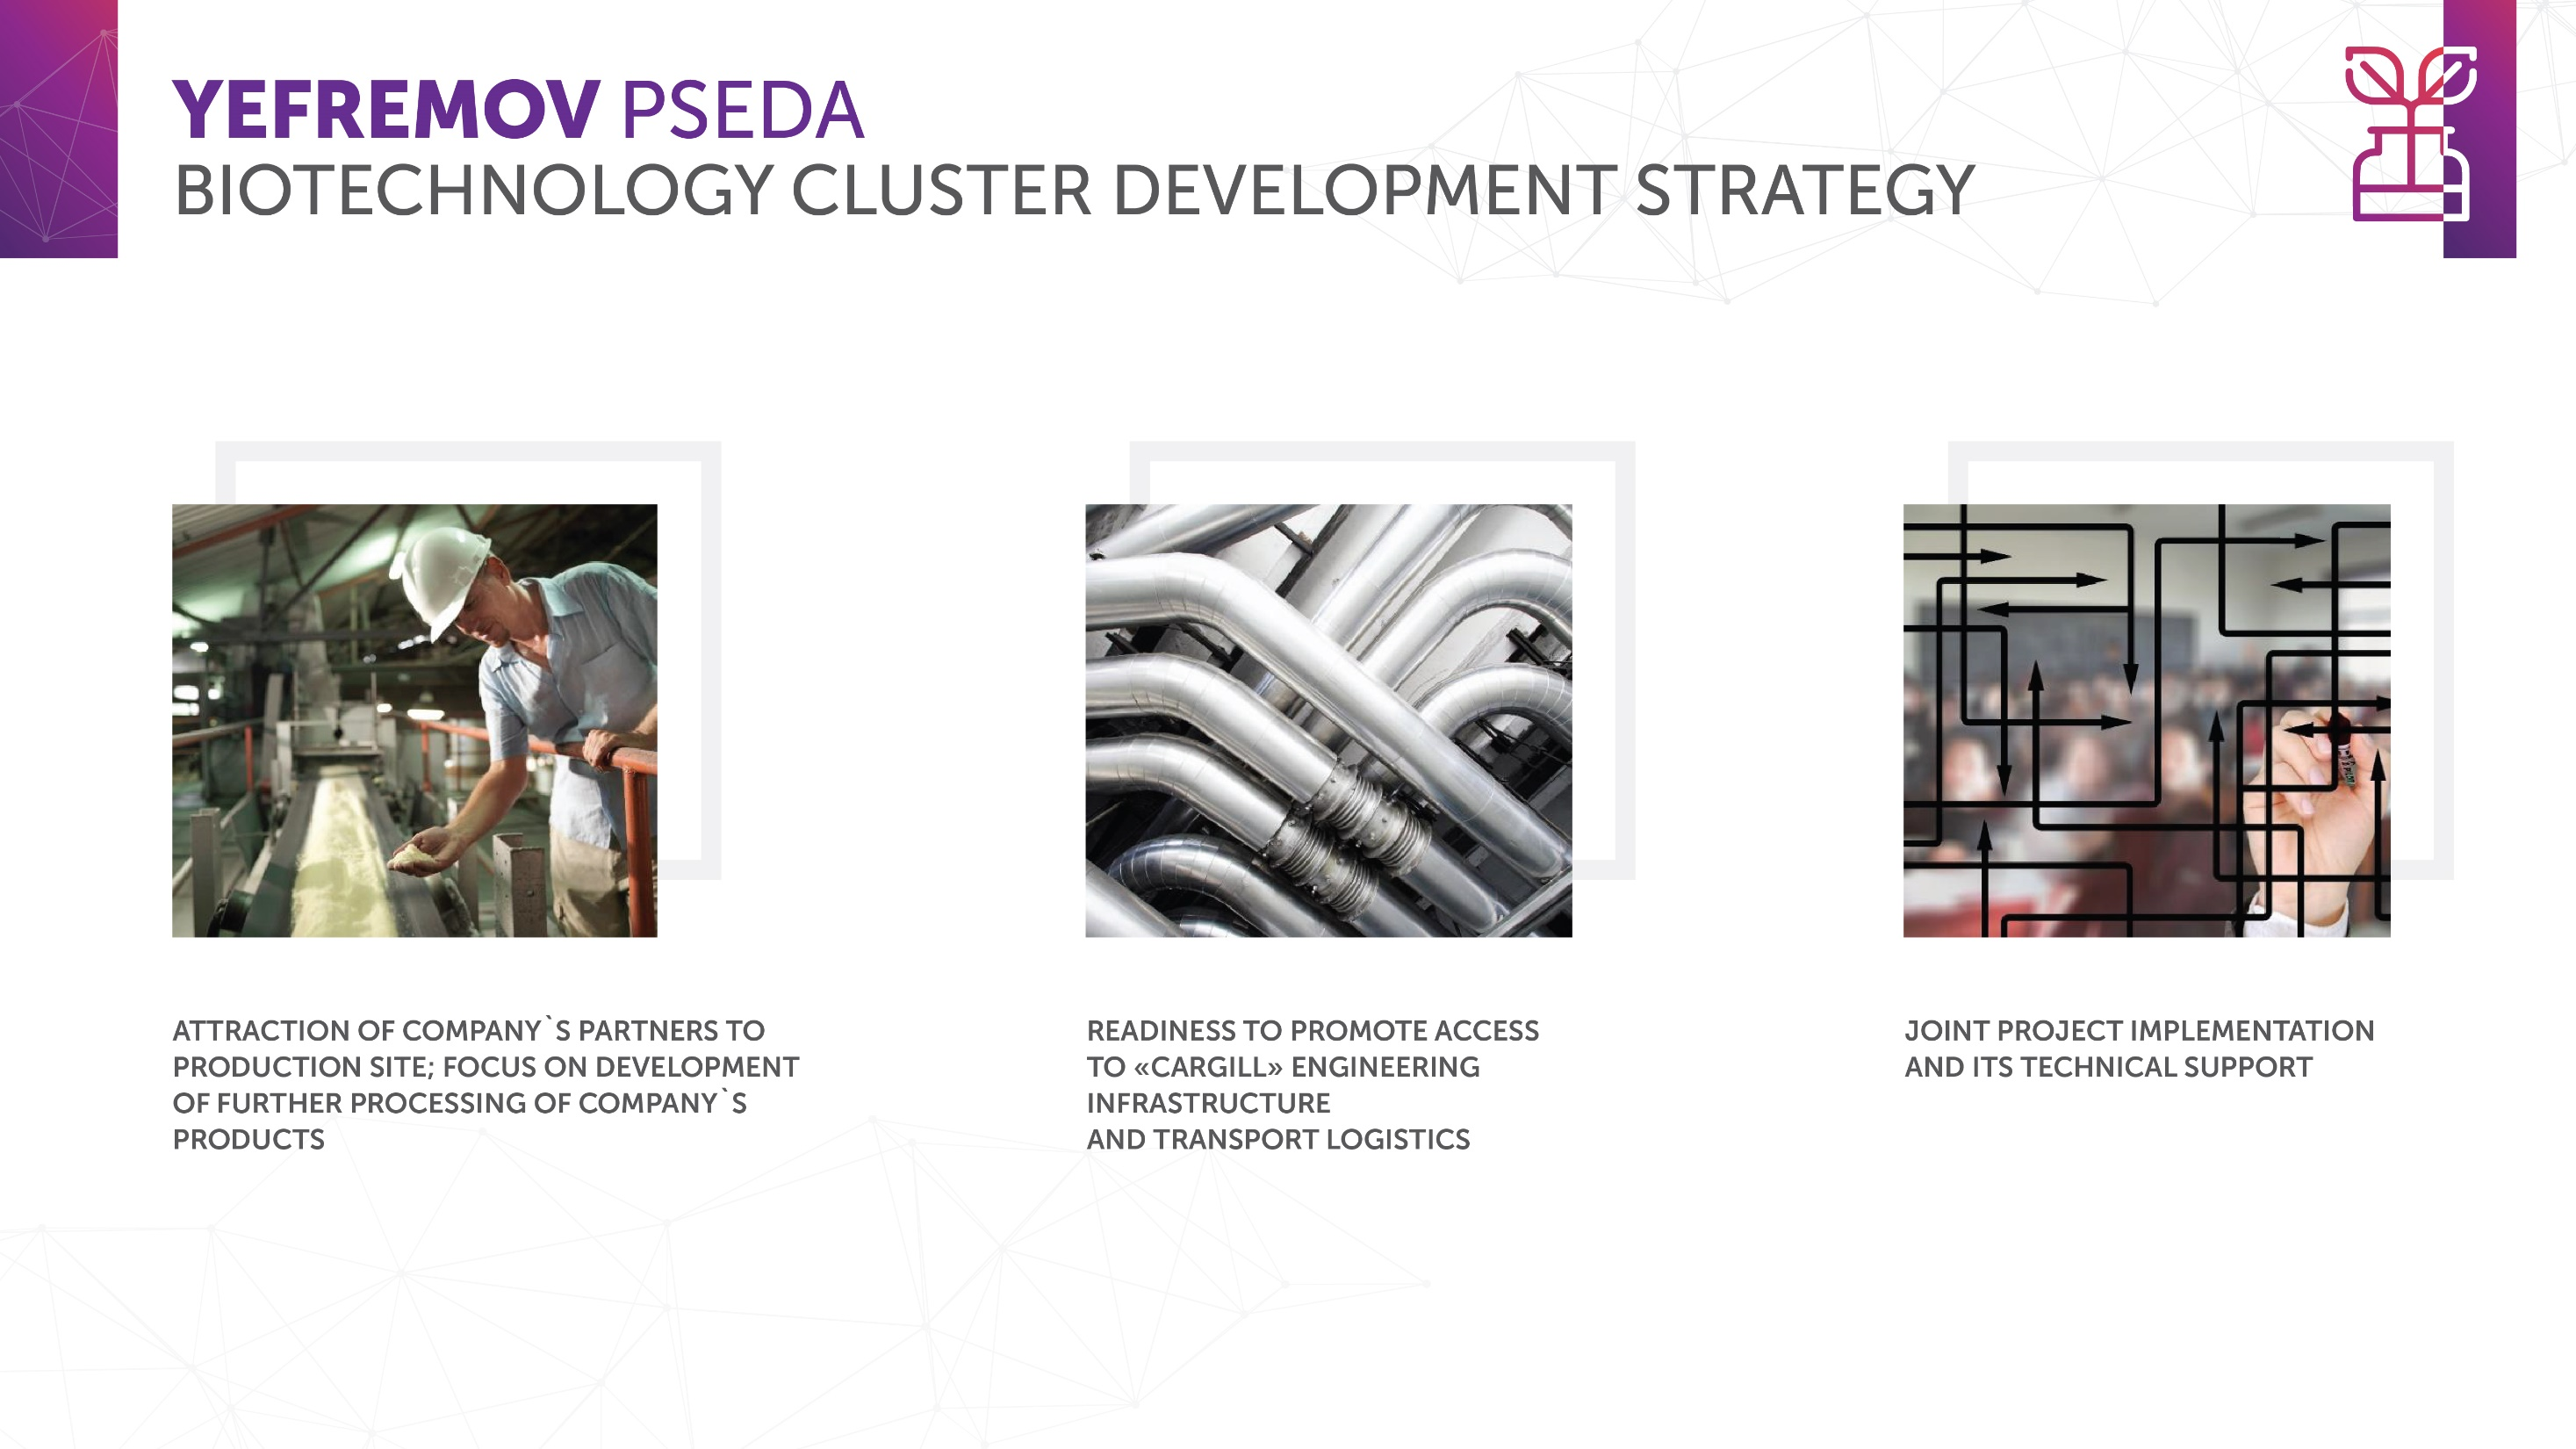 YEFREMOV PSEDA
BIOTECHNOLOGY CLUSTER DEVELOPMENT STRATEGY
ATTRACTION OF COMPANY`S PARTNERS TO
PRODUCTION SITE; FOCUS ON DEVELOPMENT
OF FURTHER PROCESSING OF COMPANY`S
PRODUCTS
READINESS TO PROMOTE ACCESS
TO «CARGILL» ENGINEERING
INFRASTRUCTURE
AND TRANSPORT LOGISTICS
JOINT PROJECT IMPLEMENTATION
AND ITS TECHNICAL SUPPORT